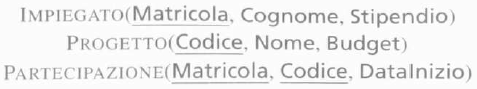 IMPIEGATO(Matricola, Cognome, Stipendio)
PROGETTO(Codice, Nome, Budget)
PARTECIPAZIONE(Matricola, Codice, DataInizio)